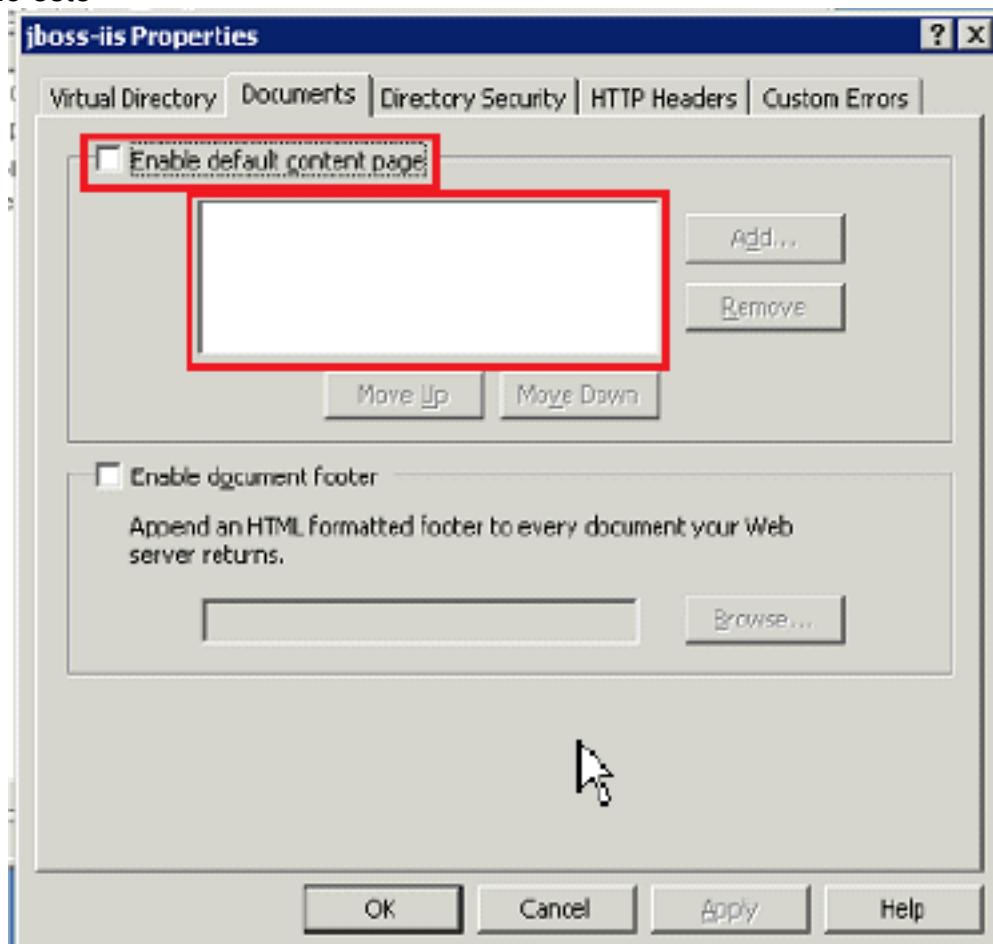 jboss-iis Properties
Virtual Directory Documents Directory Security HTTP Headers Custom Errors
Enable default content page
Add...
Remove
Move Up Move Down
Enable document footer
Append an HTML formatted footer to every document your Web
server returns.
Browse...
OK Cancel Apply Help